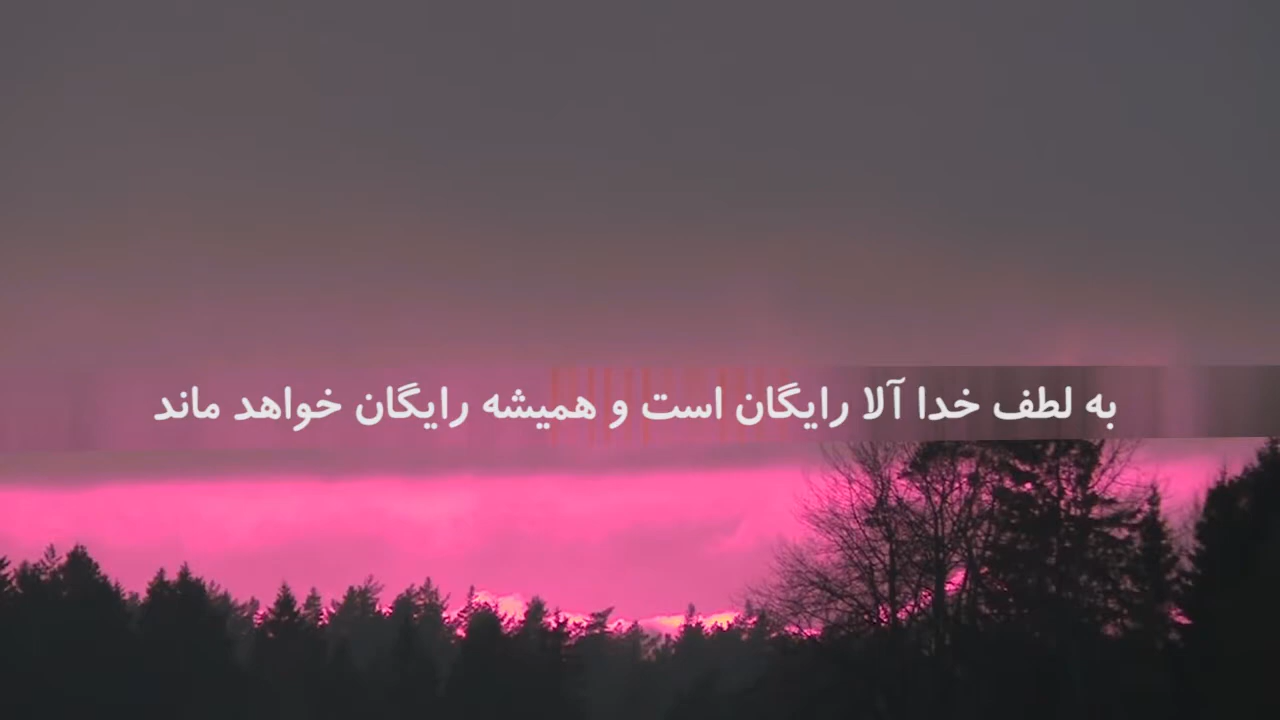 به لطف خدا آلا رایگان است و همیشه رایگان خواهد ماند